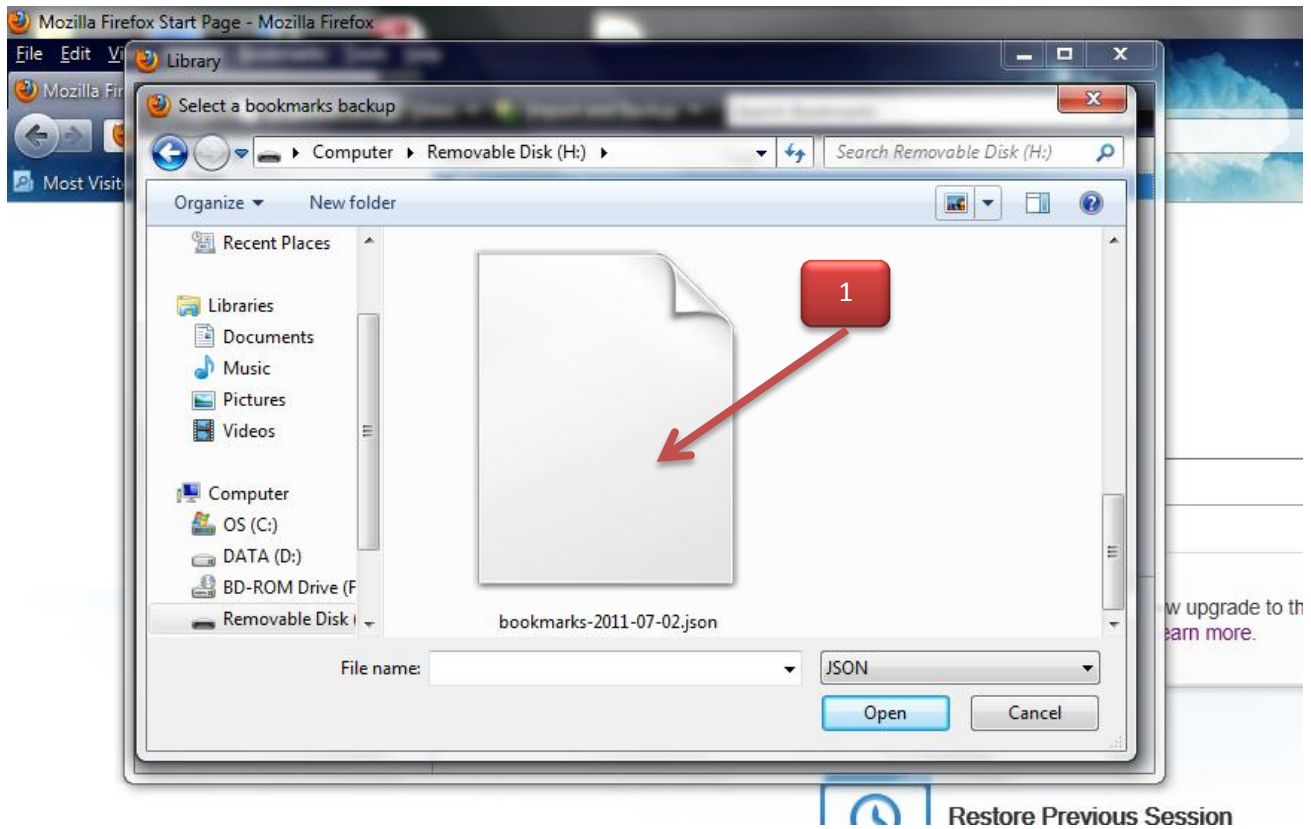 Mozilla Firefox Start Page - Mozilla Firefox
File Edit Vi
Library
Mozilla Fir
Select a bookmarks backup
Computer Removable Disk (H:)
Search Removable Disk (H:)
Most Visit
Organize New folder
Recent Places
Libraries
Documents
Music
Pictures
Videos
Computer
OS (C:)
DATA (D:)
BD-ROM Drive (F
Removable Disk (
1
bookmarks-2011-07-02.json
File name:
JSON
Open Cancel
w upgrade to th
earn more.
Restore Previous Session